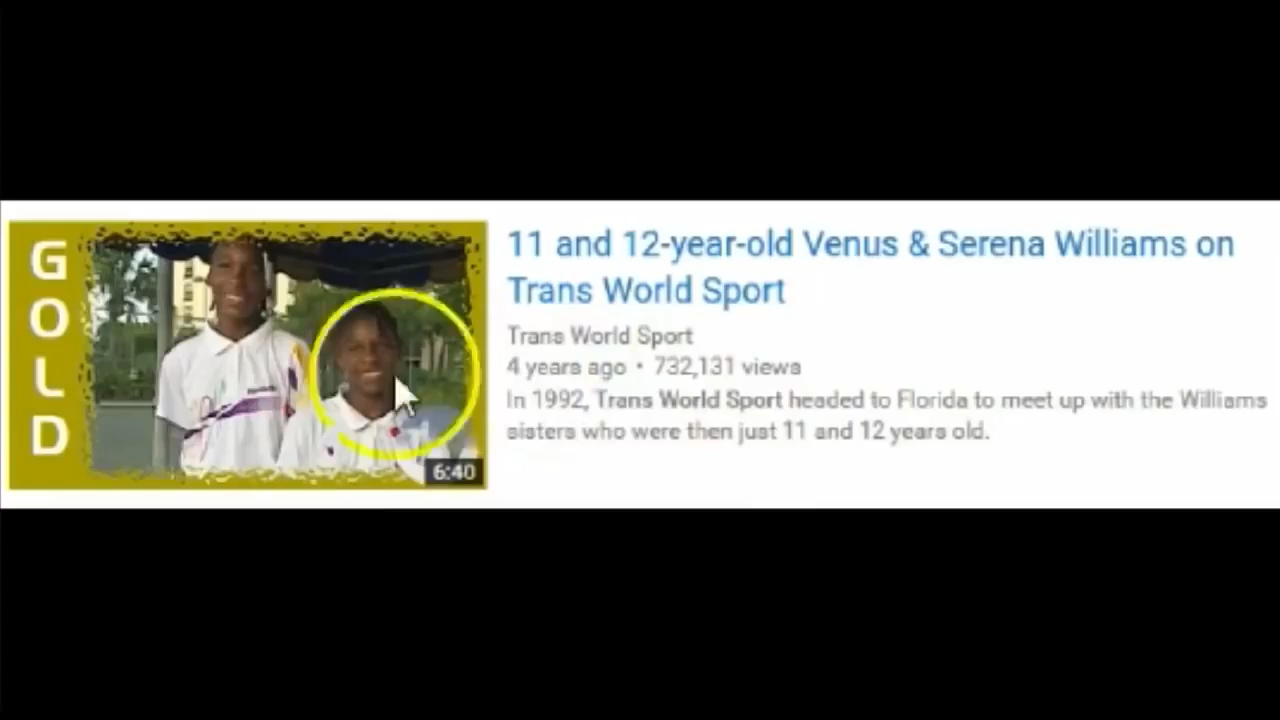 GOLD
6:40
11 and 12-year-old Venus & Serena Williams on
Trans World Sport
Trans World Sport
4 years ago • 732,131 views
In 1992, Trans World Sport headed to Florida to meet up with the Williams
sisters who were then just 11 and 12 years old.